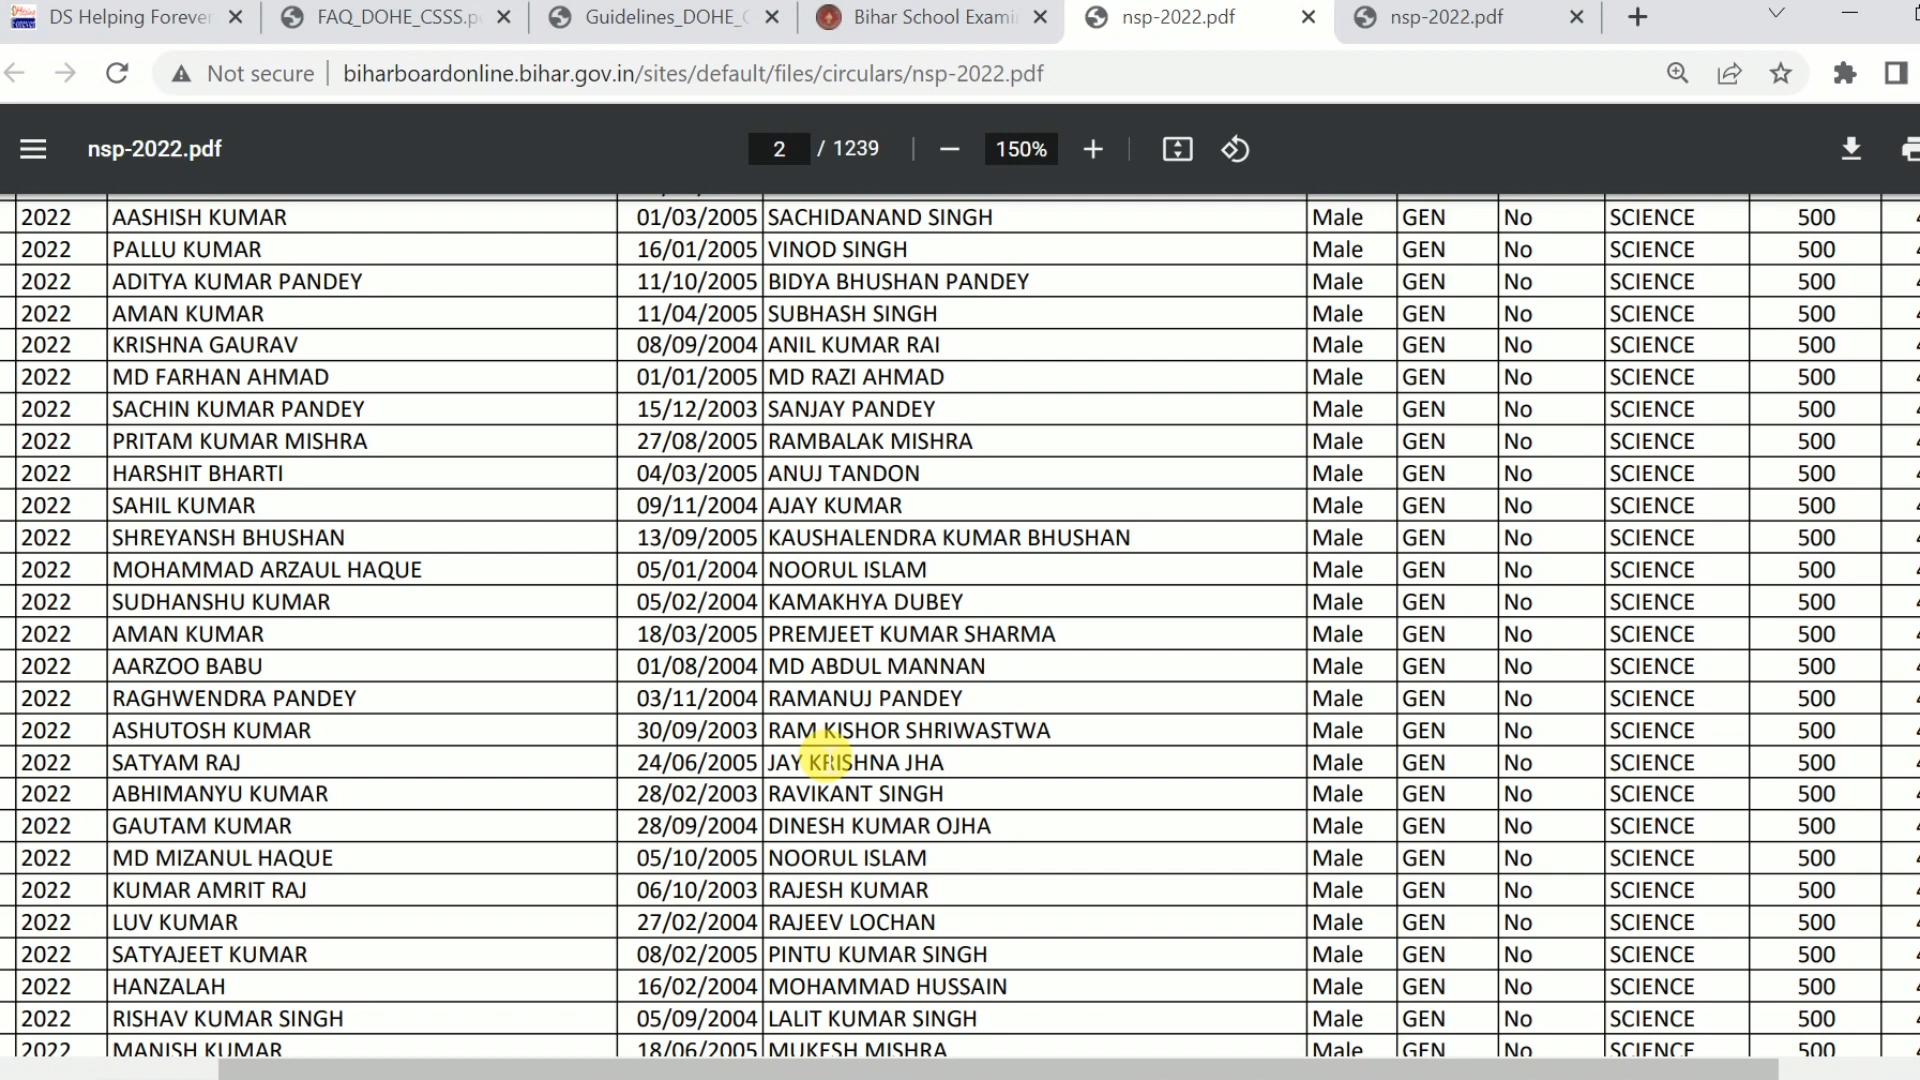 DS Helping Forever
FAQ_DOHE_CSSS.p
Guidelines_DOHE_C
Bihar School Exami
nsp-2022.pdf
nsp-2022.pdf
Not secure | biharboardonline.bihar.gov.in/sites/default/files/circulars/nsp-2022.pdf
nsp-2022.pdf 2 / 1239 150%
2022 AASHISH KUMAR 01/03/2005 SACHIDANAND SINGH Male GEN No SCIENCE 500
2022 PALLU KUMAR 16/01/2005 VINOD SINGH Male GEN No SCIENCE 500
2022 ADITYA KUMAR PANDEY 11/10/2005 BIDYA BHUSHAN PANDEY Male GEN No SCIENCE 500
2022 AMAN KUMAR 11/04/2005 SUBHASH SINGH Male GEN No SCIENCE 500
2022 KRISHNA GAURAV 08/09/2004 ANIL KUMAR RAI Male GEN No SCIENCE 500
2022 MD FARHAN AHMAD 01/01/2005 MD RAZI AHMAD Male GEN No SCIENCE 500
2022 SACHIN KUMAR PANDEY 15/12/2003 SANJAY PANDEY Male GEN No SCIENCE 500
2022 PRITAM KUMAR MISHRA 27/08/2005 RAMBALAK MISHRA Male GEN No SCIENCE 500
2022 HARSHIT BHARTI 04/03/2005 ANUJ TANDON Male GEN No SCIENCE 500
2022 SAHIL KUMAR 09/11/2004 AJAY KUMAR Male GEN No SCIENCE 500
2022 SHREYANSH BHUSHAN 13/09/2005 KAUSHALENDRA KUMAR BHUSHAN Male GEN No SCIENCE 500
2022 MOHAMMAD ARZAUL HAQUE 05/01/2004 NOORUL ISLAM Male GEN No SCIENCE 500
2022 SUDHANSHU KUMAR 05/02/2004 KAMAKHYA DUBEY Male GEN No SCIENCE 500
2022 AMAN KUMAR 18/03/2005 PREMJEET KUMAR SHARMA Male GEN No SCIENCE 500
2022 AARZOO BABU 01/08/2004 MD ABDUL MANNAN Male GEN No SCIENCE 500
2022 RAGHWENDRA PANDEY 03/11/2004 RAMANUJ PANDEY Male GEN No SCIENCE 500
2022 ASHUTOSH KUMAR 30/09/2003 RAM KISHOR SHRIWASTWA Male GEN No SCIENCE 500
2022 SATYAM RAJ 24/06/2005 JAY KRISHNA JHA Male GEN No SCIENCE 500
2022 ABHIMANYU KUMAR 28/02/2003 RAVIKANT SINGH Male GEN No SCIENCE 500
2022 GAUTAM KUMAR 28/09/2004 DINESH KUMAR OJHA Male GEN No SCIENCE 500
2022 MD MIZANUL HAQUE 05/10/2005 NOORUL ISLAM Male GEN No SCIENCE 500
2022 KUMAR AMRIT RAJ 06/10/2003 RAJESH KUMAR Male GEN No SCIENCE 500
2022 LUV KUMAR 27/02/2004 RAJEEV LOCHAN Male GEN No SCIENCE 500
2022 SATYAJEET KUMAR 08/02/2005 PINTU KUMAR SINGH Male GEN No SCIENCE 500
2022 HANZALAH 16/02/2004 MOHAMMAD HUSSAIN Male GEN No SCIENCE 500
2022 RISHAV KUMAR SINGH 05/09/2004 LALIT KUMAR SINGH Male GEN No SCIENCE 500
2022 MANISH KUMAR 18/06/2005 MUKESH MISHRA Male GEN No SCIENCE 500